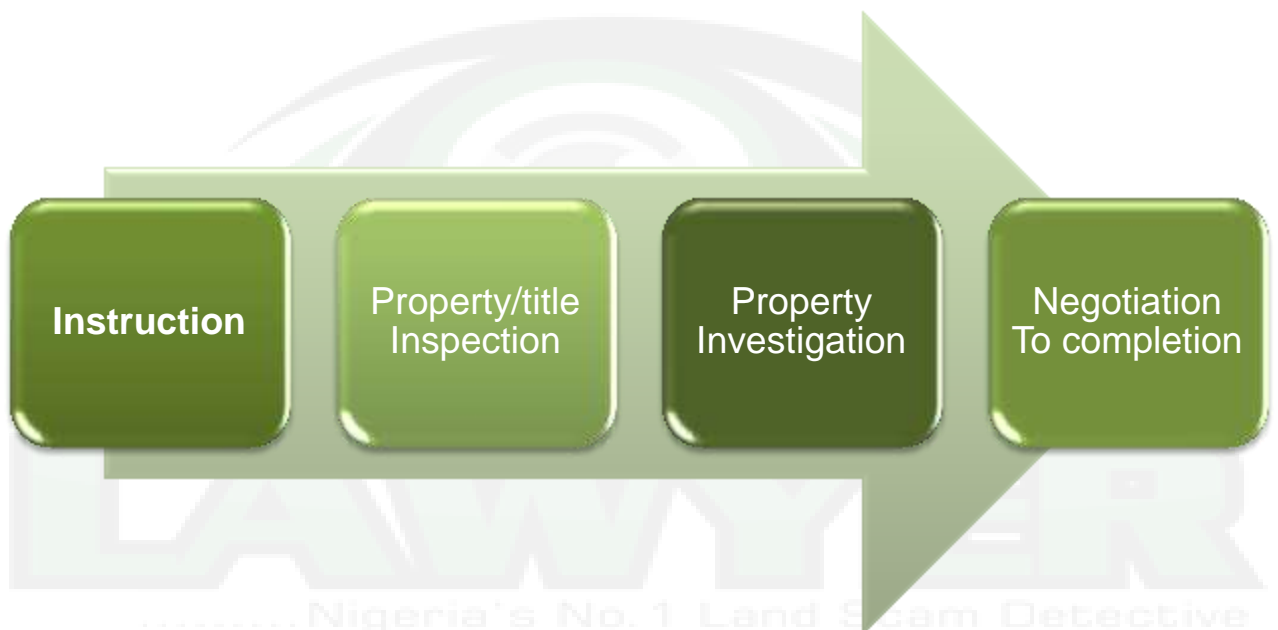 Instruction
Property/title
Inspection
Property
Investigation
Negotiation
To completion
LAWYER
.........Nigeria's No.1 Land Scam Detective